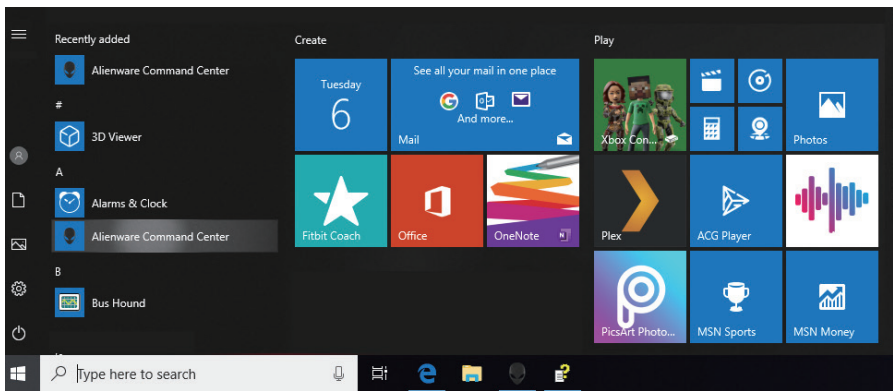 Recently added
Alienware Command Center
#
3D Viewer
A
Alarms & Clock
Alienware Command Center
B
Bus Hound
Create
Tuesday
6
See all your mail in one place
And more...
Mail
Fitbit Coach
Office
OneNote
N
Play
Xbox Con...
Photos
Plex
ACG Player
PicsArt Photo...
MSN Sports
MSN Money
Type here to search